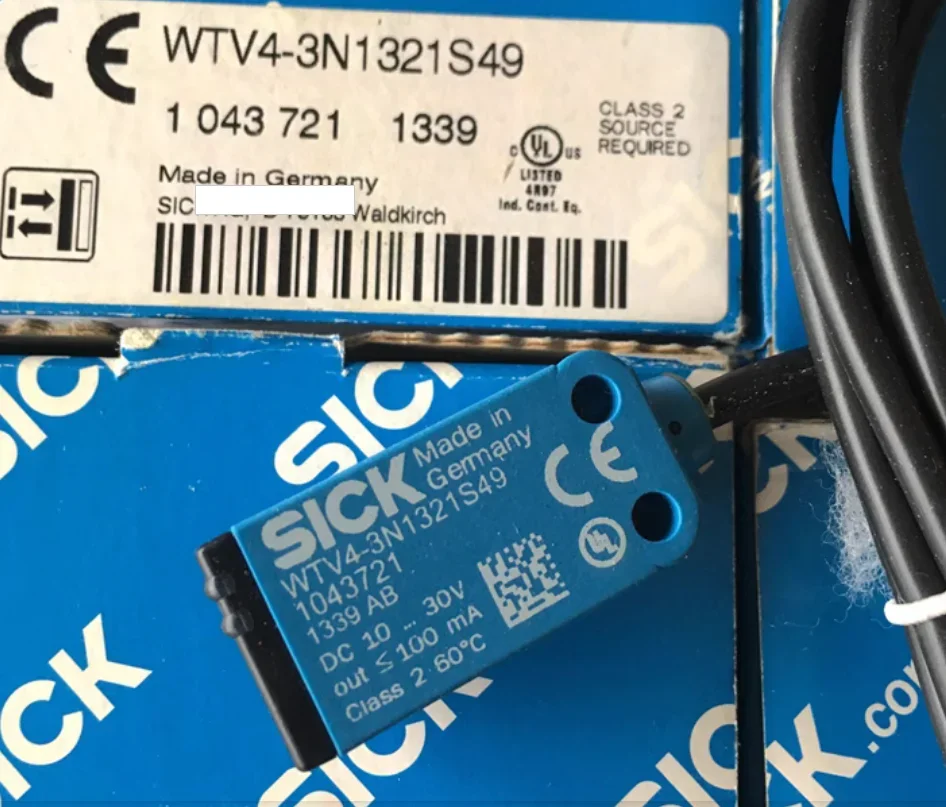 CE WTV4-3N1321S49
1 043 721 1339
CLASS 2
SOURCE
REQUIRED
C UL US
LISTED
4R97
Ind. Cont. Eq.
Made in Germany
SIC Waldkirch
SICK
SICK
SICK
SICK
SICK.co
SICK Made in
Germany
CE
WTV4-3N1321S49
1043721
1339 AB
DC 10 ... 30V
out ≤ 100 mA
Class 2 60°C
UL